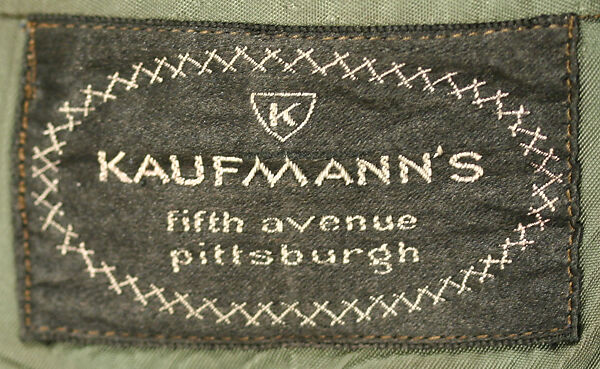 K
KAUFMANN'S
fifth avenue
pittsburgh